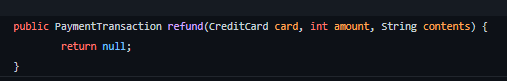 public PaymentTransaction refund(CreditCard card, int amount, String contents) {
        return null;
}